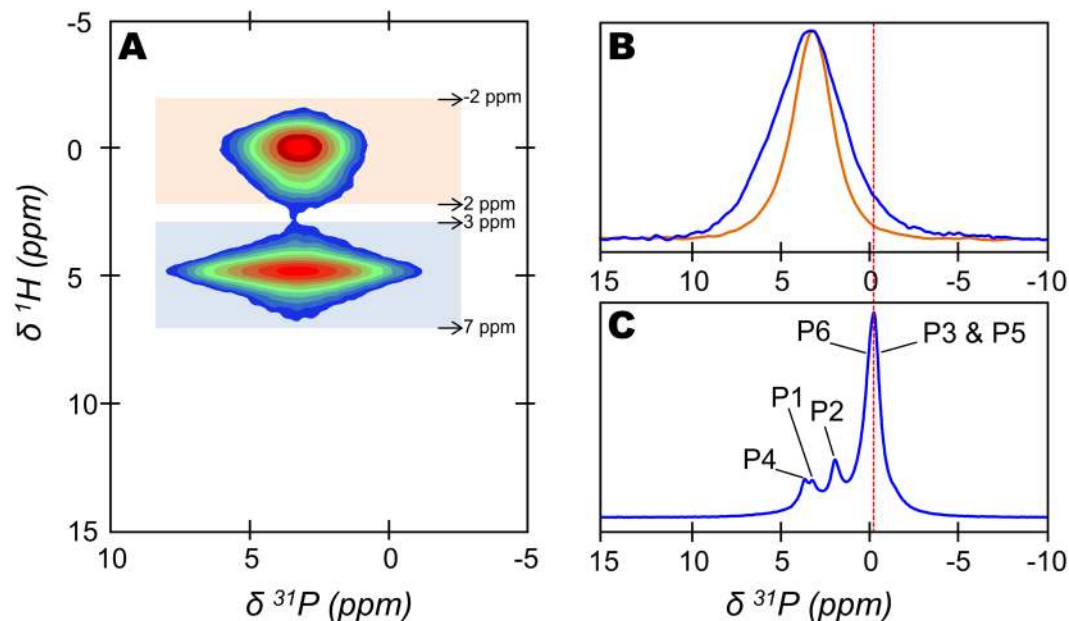 A
-5
0
5
10
15
-2 ppm
2 ppm
3 ppm
7 ppm
10 5 0 -5
δ ¹H (ppm)
δ ³¹P (ppm)
B
15 10 5 0 -5 -10
C
P6
P3 & P5
P1
P2
P4
15 10 5 0 -5 -10
δ ³¹P (ppm)